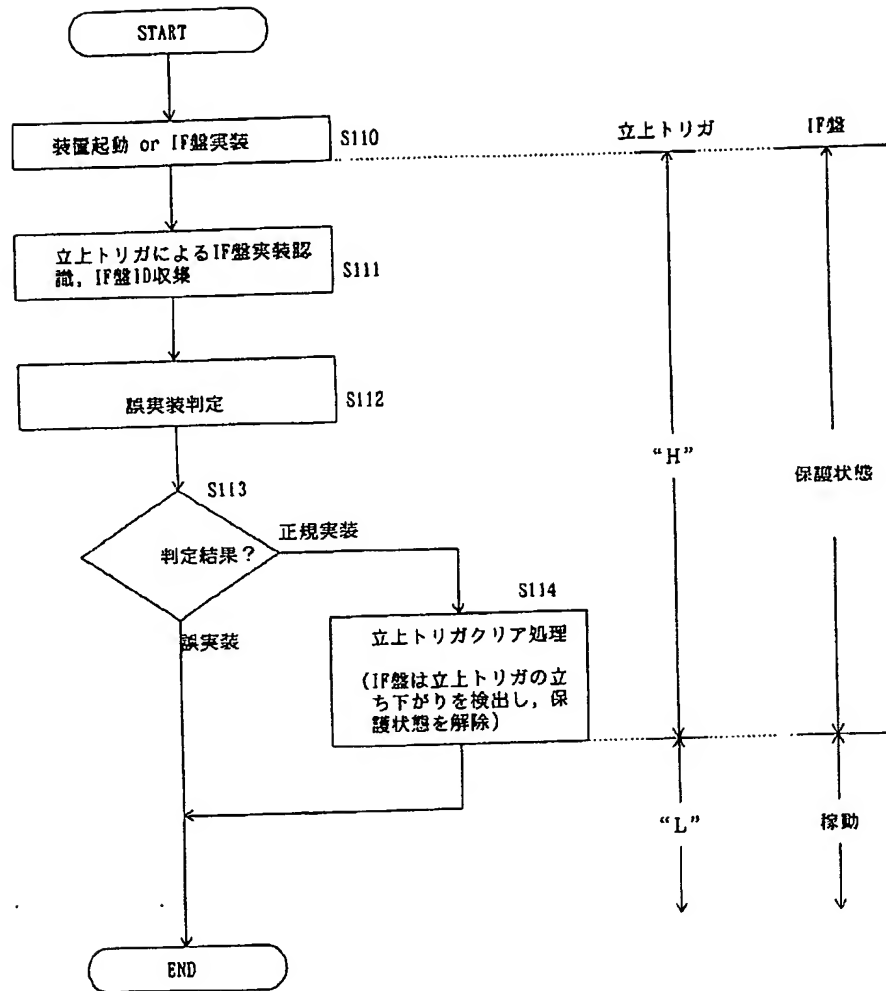 START
装置起動 or IF盤実装
S110
立上トリガ
IF盤
立上トリガによるIF盤実装認
識，IF盤ID収集
S111
誤実装判定
S112
“H”
保護状態
S113
判定結果？
正規実装
誤実装
S114
立上トリガクリア処理
(IF盤は立上トリガの立
ち下がりを検出し，保
護状態を解除)
“L”
稼動
END